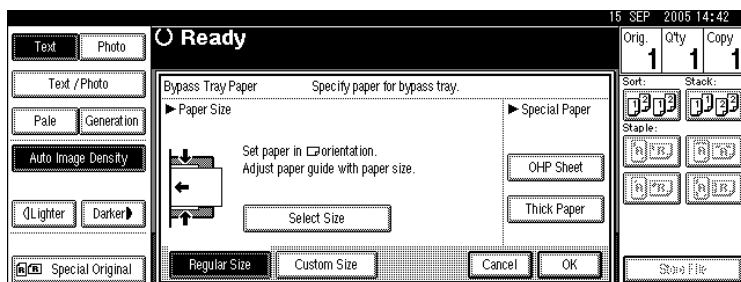 15 SEP 2005 14:42
Text Photo
Ready
Orig. Q'ty Copy
1 1 1
Text / Photo
Pale Generation
Auto Image Density
Lighter Darker
Special Original
Bypass Tray Paper Specify paper for bypass tray.
► Paper Size
Set paper in orientation.
Adjust paper guide with paper size.
Select Size
► Special Paper
OHP Sheet
Thick Paper
Regular Size Custom Size Cancel OK
Sort: Stack:
Staple:
Store File